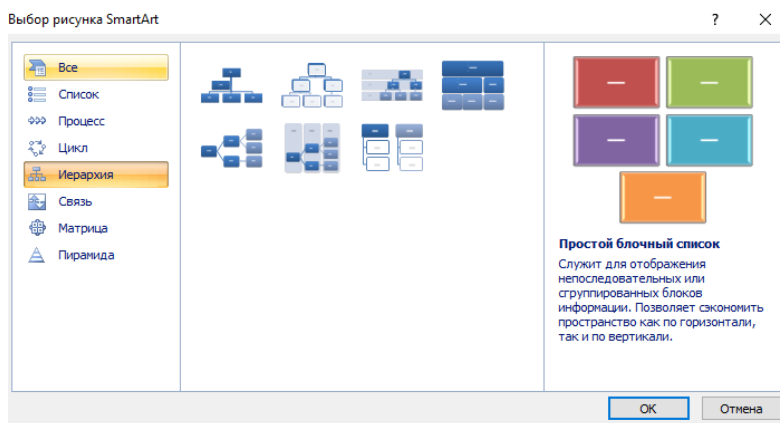 Выбор рисунка SmartArt
?
Все
Список
Процесс
Цикл
Иерархия
Связь
Матрица
Пирамида
Простой блочный список
Служит для отображения
непоследовательных или
сгруппированных блоков
информации. Позволяет сэкономить
пространство как по горизонтали,
так и по вертикали.
ОК
Отмена